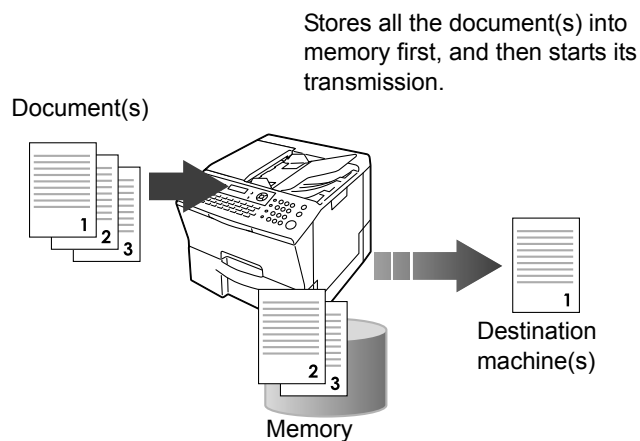 Stores all the document(s) into
memory first, and then starts its
transmission.
Document(s)
1
2
3
1
2
3
Destination
machine(s)
Memory